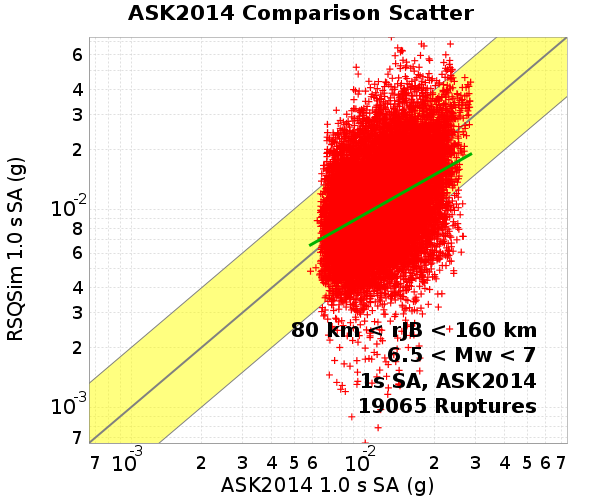 ASK2014 Comparison Scatter
RSQSim 1.0 s SA (g)
6
4
3
2
10-2
8
6
4
3
2
10-3
7
80 km < rJB < 160 km
6.5 < Mw < 7
1s SA, ASK2014
19065 Ruptures
7 10-3 2 3 4 5 6 10-2 2 3 4 5 6 7
ASK2014 1.0 s SA (g)